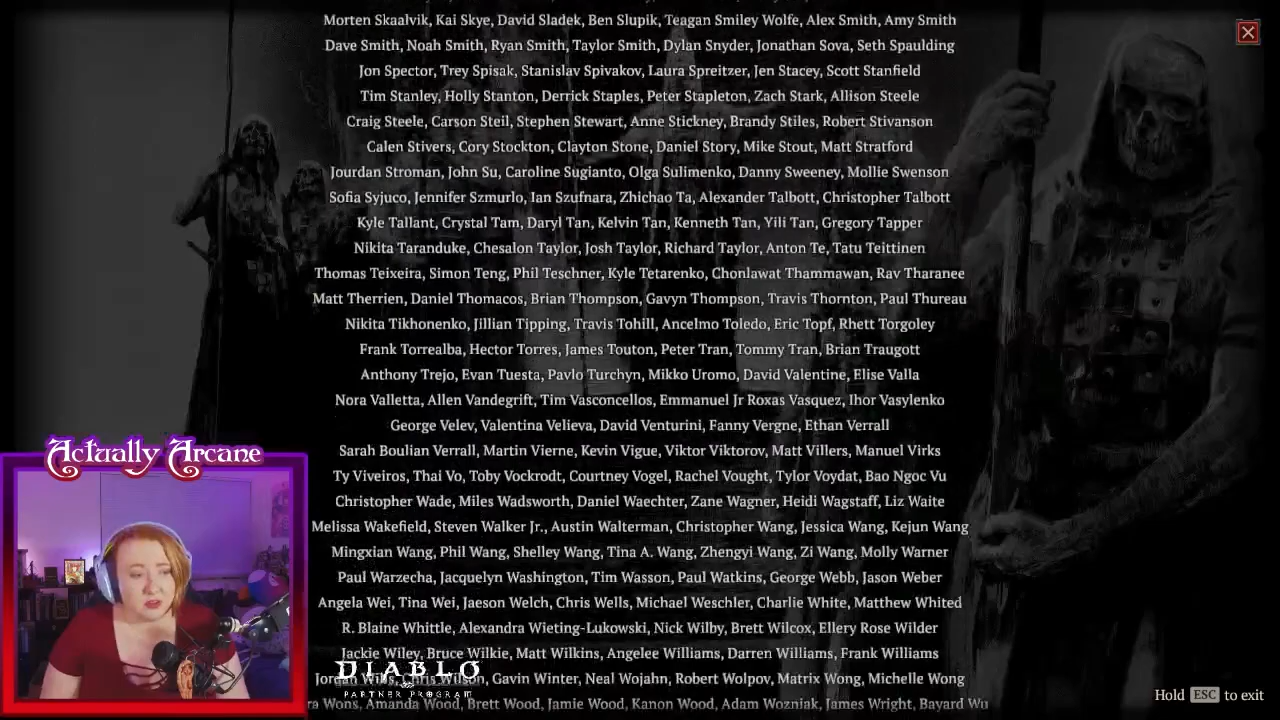 Morten Skaalvik, Kai Skye, David Sladek, Ben Slupik, Teagan Smiley Wolfe, Alex Smith, Amy Smith
Dave Smith, Noah Smith, Ryan Smith, Taylor Smith, Dylan Snyder, Jonathan Sova, Seth Spaulding
Jon Spector, Trey Spisak, Stanislav Spivakov, Laura Spreitzer, Jen Stacey, Scott Stanfield
Tim Stanley, Holly Stanton, Derrick Staples, Peter Stapleton, Zach Stark, Allison Steele
Craig Steele, Carson Steil, Stephen Stewart, Anne Stickney, Brandy Stiles, Robert Stivanson
Calen Stivers, Cory Stockton, Clayton Stone, Daniel Story, Mike Stout, Matt Stratford
Jourdan Stroman, John Su, Caroline Sugianto, Olga Sulimenko, Danny Sweeney, Mollie Swenson
Sofia Syjuco, Jennifer Szmurlo, Ian Szufnara, Zhichao Ta, Alexander Talbott, Christopher Talbott
Kyle Tallant, Crystal Tam, Daryl Tan, Kelvin Tan, Kenneth Tan, Yili Tan, Gregory Tapper
Nikita Taranduke, Chesalon Taylor, Josh Taylor, Richard Taylor, Anton Te, Tatu Teittinen
Thomas Teixeira, Simon Teng, Phil Teschner, Kyle Tetarenko, Chonlawat Thammawan, Rav Tharanee
Matt Therrien, Daniel Thomacos, Brian Thompson, Gavyn Thompson, Travis Thornton, Paul Thureau
Nikita Tikhonenko, Jillian Tipping, Travis Tohill, Ancelmo Toledo, Eric Topf, Rhett Torgoley
Frank Torrealba, Hector Torres, James Touton, Peter Tran, Tommy Tran, Brian Traugott
Anthony Trejo, Evan Tuesta, Pavlo Turchyn, Mikko Uromo, David Valentine, Elise Valla
Nora Valletta, Allen Vandegrift, Tim Vasconcellos, Emmanuel Jr Roxas Vasquez, Ihor Vasylenko
George Velev, Valentina Velieva, David Venturini, Fanny Vergne, Ethan Verrall
Sarah Boulian Verrall, Martin Vierne, Kevin Vigue, Viktor Viktorov, Matt Villers, Manuel Virks
Ty Viveiros, Thai Vo, Toby Vockrodt, Courtney Vogel, Rachel Vought, Tylor Voydat, Bao Ngoc Vu
Christopher Wade, Miles Wadsworth, Daniel Waechter, Zane Wagner, Heidi Wagstaff, Liz Waite
Melissa Wakefield, Steven Walker Jr., Austin Walterman, Christopher Wang, Jessica Wang, Kejun Wang
Mingxian Wang, Phil Wang, Shelley Wang, Tina A. Wang, Zhengyi Wang, Zi Wang, Molly Warner
Paul Warzecha, Jacquelyn Washington, Tim Wasson, Paul Watkins, George Webb, Jason Weber
Angela Wei, Tina Wei, Jaeson Welch, Chris Wells, Michael Weschler, Charlie White, Matthew Whited
R. Blaine Whittle, Alexandra Wieting-Lukowski, Nick Wilby, Brett Wilcox, Ellery Rose Wilder
Jackie Wiley, Bruce Wilkie, Matt Wilkins, Angelee Williams, Darren Williams, Frank Williams
Jordan Wilson, Chris Wilson, Gavin Winter, Neal Wojahn, Robert Wolpov, Matrix Wong, Michelle Wong
Wons, Amanda Wood, Brett Wood, Jamie Wood, Kanon Wood, Adam Wozniak, James Wright, Bayard Wu
Actually Arcane
DIABLO
PARTNER PROGRAM
Hold ESC to exit